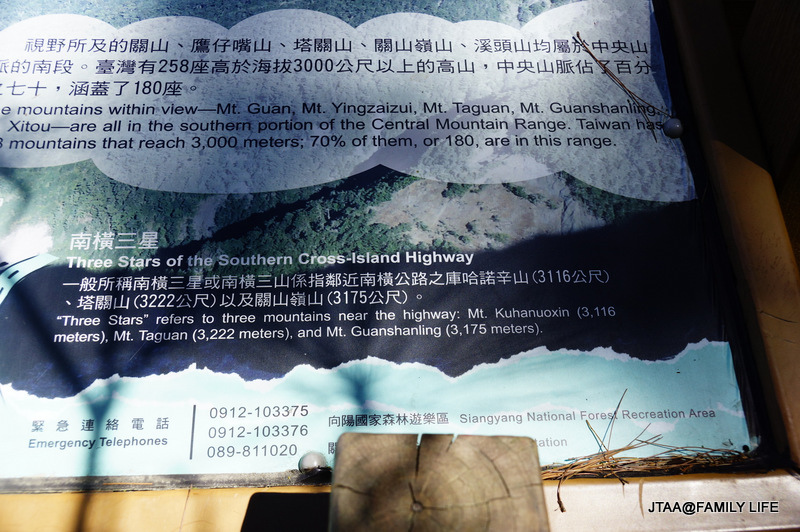 視野所及的關山、鷹仔嘴山、塔關山、關山嶺山、溪頭山均屬於中央山
脈的南段。臺灣有258座高於海拔3000公尺以上的高山，中央山脈佔了百分
之七十，涵蓋了180座。
e mountains within view—Mt. Guan, Mt. Yingzaizui, Mt. Taguan, Mt. Guanshanling,
Xitou—are all in the southern portion of the Central Mountain Range. Taiwan has
8 mountains that reach 3,000 meters; 70% of them, or 180, are in this range.
南橫三星
Three Stars of the Southern Cross-Island Highway
一般所稱南橫三星或南橫三山係指鄰近南橫公路之庫哈諾辛山(3116公尺)
、塔關山(3222公尺)以及關山嶺山(3175公尺)。
“Three Stars” refers to three mountains near the highway: Mt. Kuhanuoxin (3,116
meters), Mt. Taguan (3,222 meters), and Mt. Guanshanling (3,175 meters).
緊急連絡電話
Emergency Telephones
0912-103375
0912-103376
089-811020
向陽國家森林遊樂區 Siangyang National Forest Recreation Area
關
JTAA@FAMILY LIFE